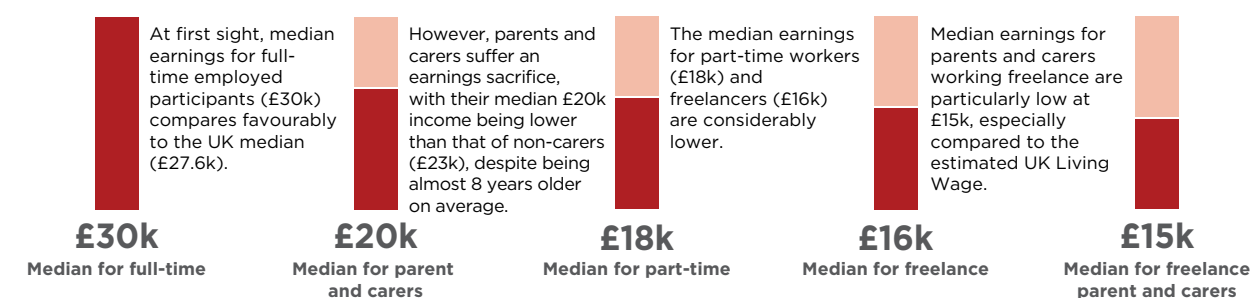 At first sight, median
earnings for full-
time employed
participants (£30k)
compares favourably
to the UK median
(£27.6k).
However, parents and
carers suffer an
earnings sacrifice,
with their median £20k
income being lower
than that of non-carers
(£23k), despite being
almost 8 years older
on average.
The median earnings
for part-time workers
(£18k) and
freelancers (£16k)
are considerably
lower.
Median earnings for
parents and carers
working freelance are
particularly low at
£15k, especially
compared to the
estimated UK Living
Wage.
£30k
Median for full-time
£20k
Median for parent
and carers
£18k
Median for part-time
£16k
Median for freelance
£15k
Median for freelance
parent and carers